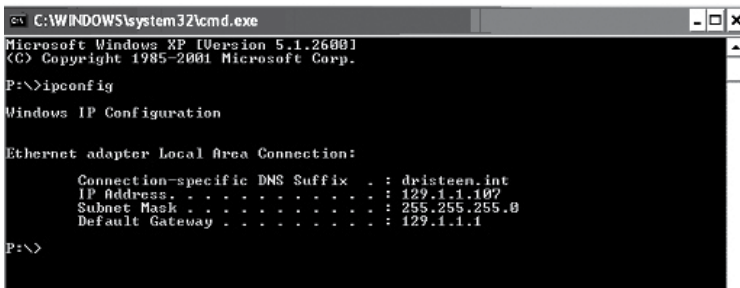 C:\WINDOWS\system32\cmd.exe
Microsoft Windows XP [Version 5.1.2600]
(C) Copyright 1985-2001 Microsoft Corp.
P:\>ipconfig
Windows IP Configuration
Ethernet adapter Local Area Connection:
Connection-specific DNS Suffix . : dristeen.int
IP Address. . . . . . . . . . . . : 129.1.1.107
Subnet Mask . . . . . . . . . . . : 255.255.255.0
Default Gateway . . . . . . . . . : 129.1.1.1
P:\>